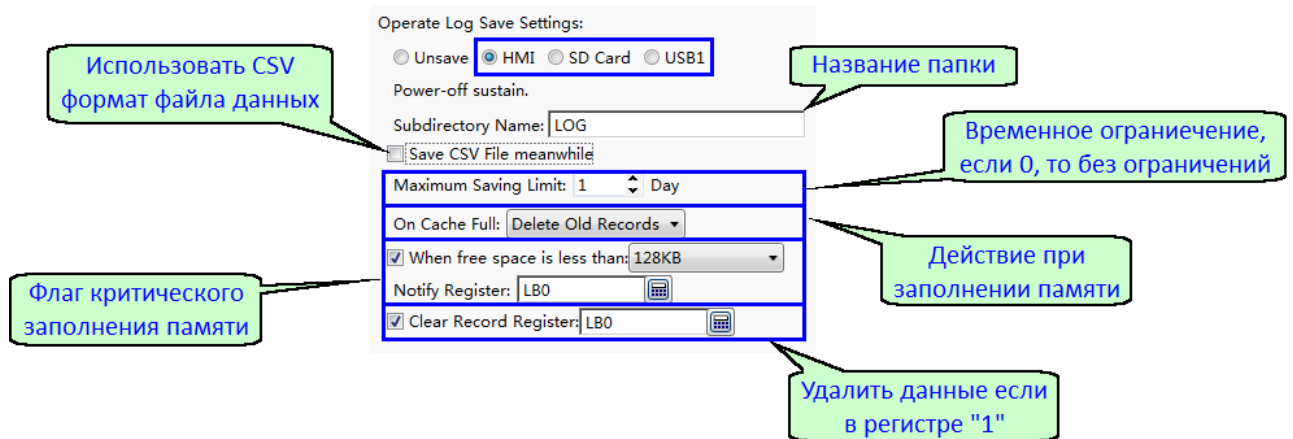 Operate Log Save Settings:
Использовать CSV
формат файла данных
Unsave HMI SD Card USB1
Название папки
Power-off sustain.
Subdirectory Name: LOG
Save CSV File meanwhile
Временное ограниечение,
если 0, то без ограничений
Maximum Saving Limit: 1 Day
On Cache Full: Delete Old Records
Действие при
заполнении памяти
When free space is less than: 128KB
Notify Register: LB0
Флаг критического
заполнения памяти
Clear Record Register: LB0
Удалить данные если
в регистре "1"